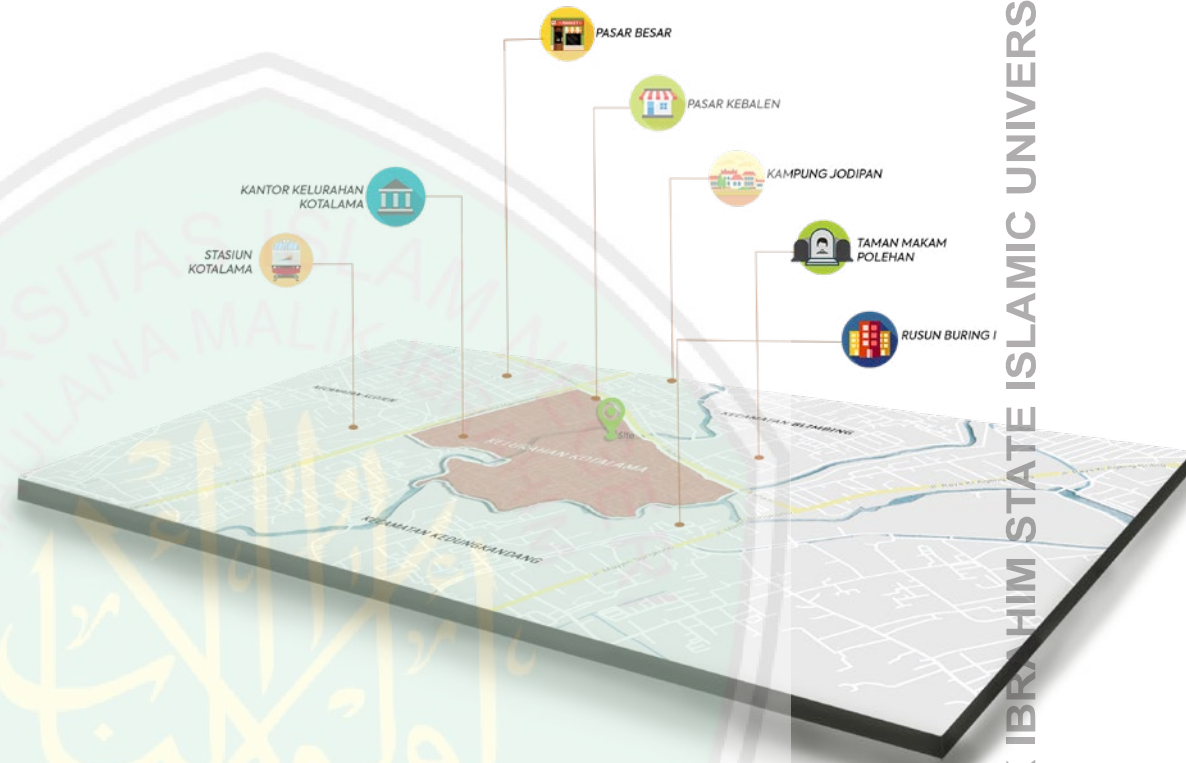 PASAR BESAR
PASAR KEBALEN
KAMPUNG JODIPAN
KANTOR KELURAHAN
KOTALAMA
TAMAN MAKAM
POLEHAN
STASIUN
KOTALAMA
RUSUN BURING I
KECAMATAN BLIMBING
Site
KELURAHAN KOTALAMA
KECAMATAN KEDUNGKANDANG
IBRAHIM STATE ISLAMIC UNIVERS